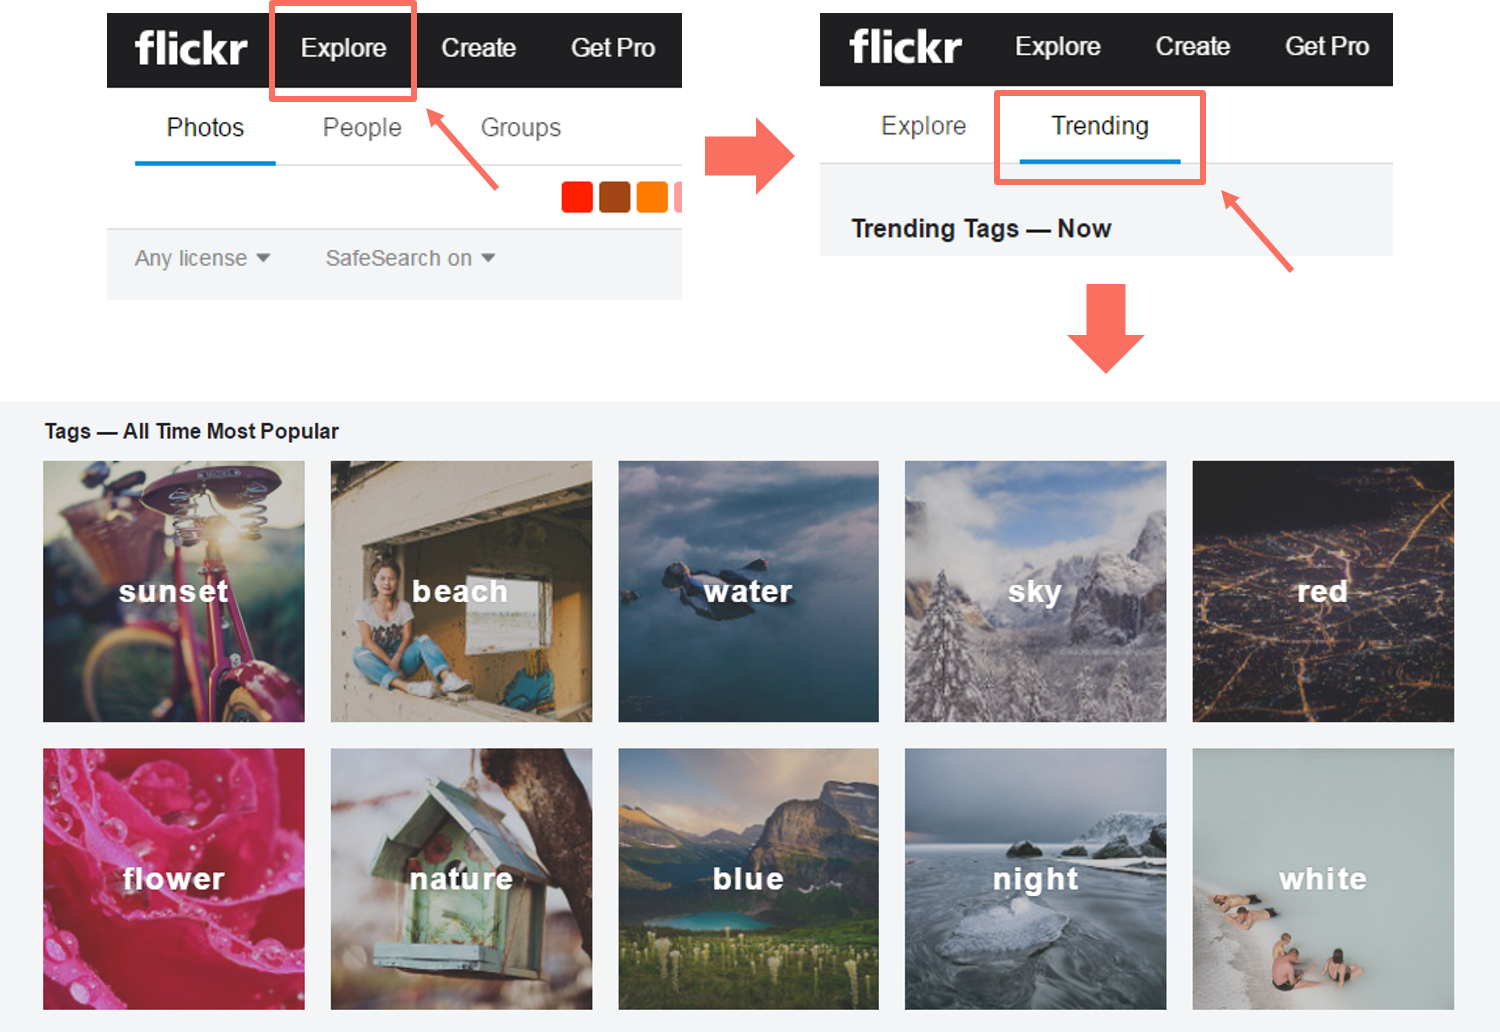 flickr Explore Create Get Pro
Photos People Groups
Any license SafeSearch on
flickr Explore Create Get Pro
Explore Trending
Trending Tags — Now
Tags — All Time Most Popular
sunset beach water sky red
flower nature blue night white